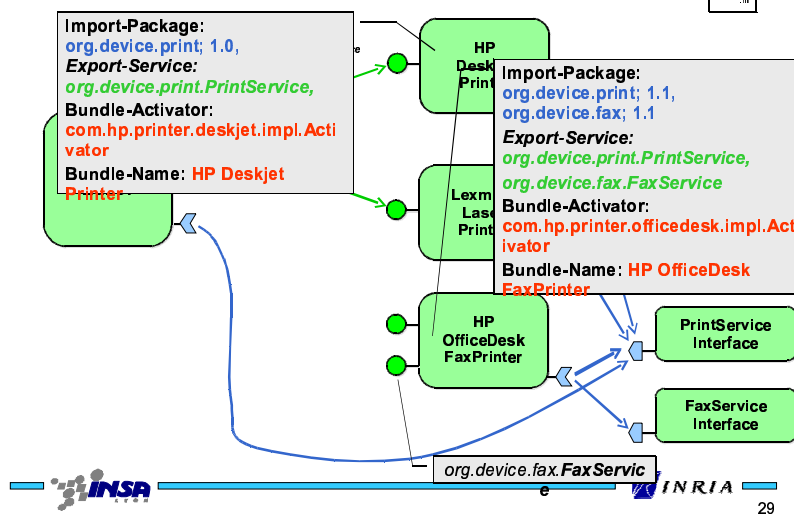 Import-Package:
org.device.print; 1.0,
Export-Service:
org.device.print.PrintService,
Bundle-Activator:
com.hp.printer.deskjet.impl.Acti
vator
Bundle-Name: HP Deskjet
Printer
HP
Import-Package:
org.device.print; 1.1,
org.device.fax; 1.1
Export-Service:
org.device.print.PrintService,
org.device.fax.FaxService
Bundle-Activator:
com.hp.printer.officedesk.impl.Act
ivator
Bundle-Name: HP OfficeDesk
FaxPrinter
HP
OfficeDesk
FaxPrinter
PrintService
Interface
FaxService
Interface
org.device.fax.FaxServic
e
INSA
LYON
INRIA
29